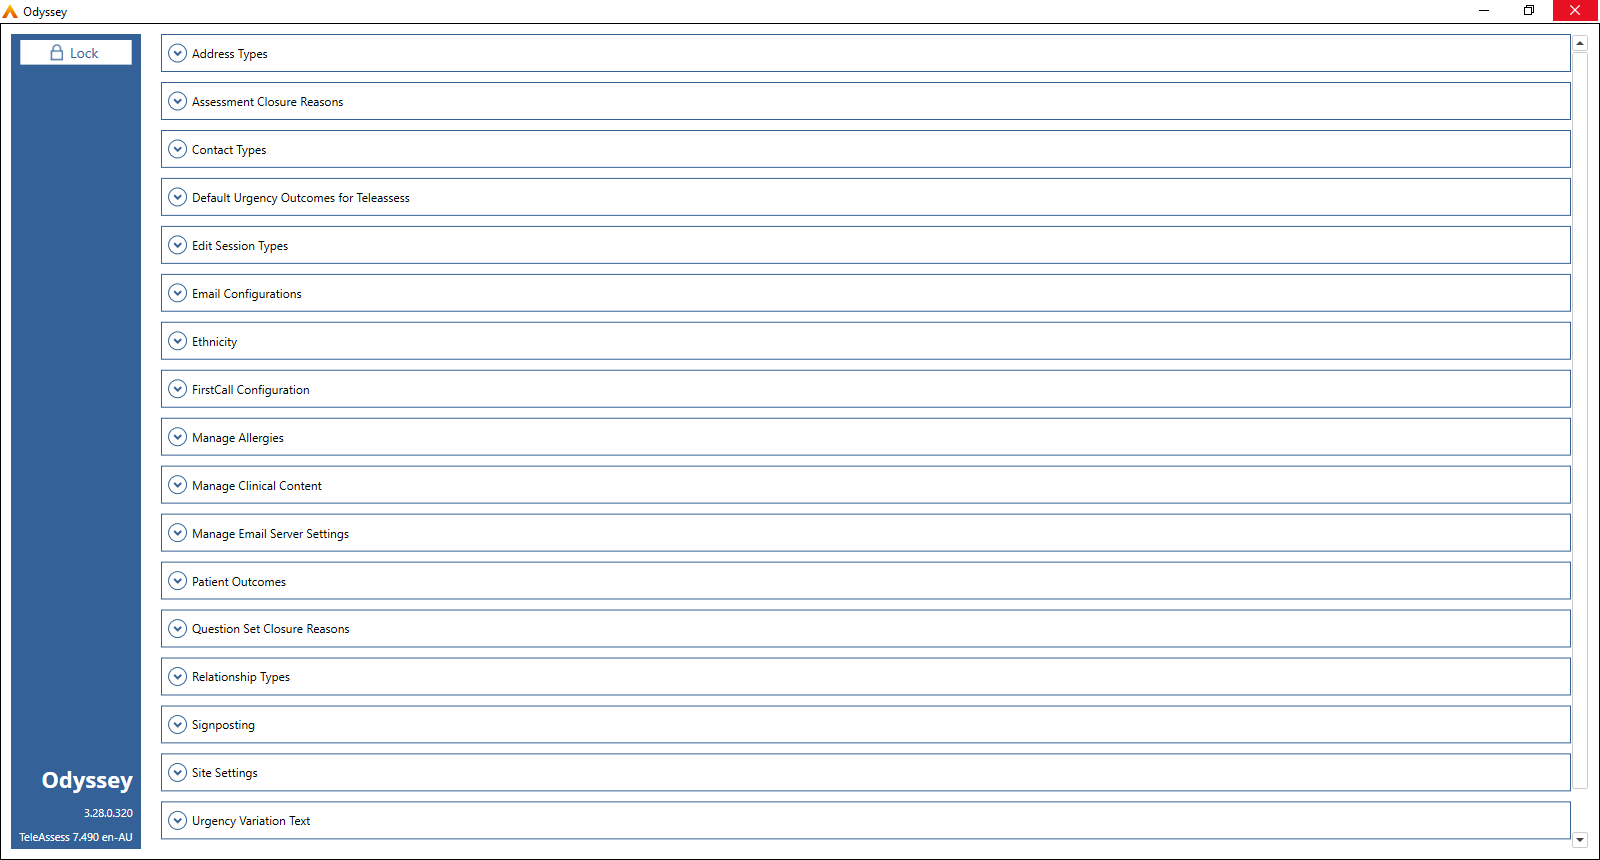 Odyssey
Lock
Address Types
Assessment Closure Reasons
Contact Types
Default Urgency Outcomes for Teleassess
Edit Session Types
Email Configurations
Ethnicity
FirstCall Configuration
Manage Allergies
Manage Clinical Content
Manage Email Server Settings
Patient Outcomes
Question Set Closure Reasons
Relationship Types
Signposting
Site Settings
Urgency Variation Text
Odyssey
3.28.0.320
TeleAssess 7.490 en-AU